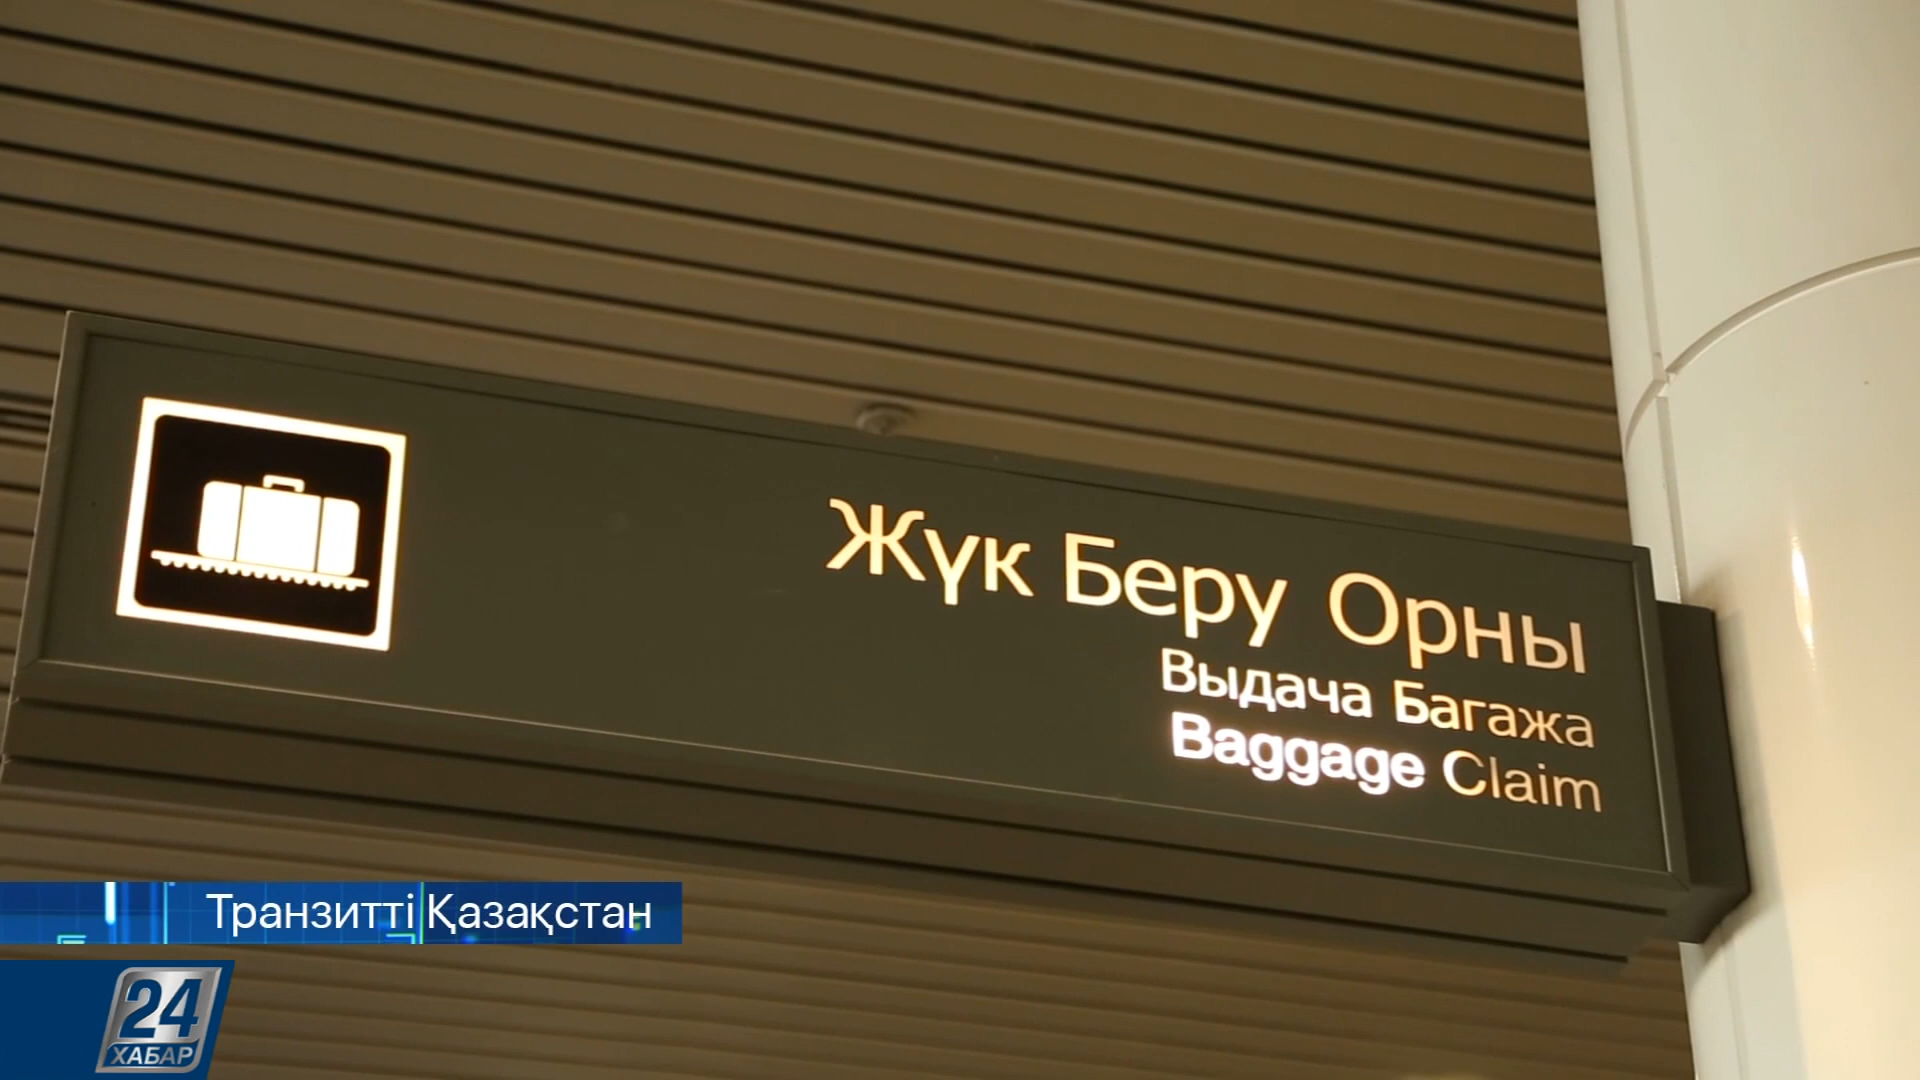 Жүк Беру Орны
Выдача Багажа
Baggage Claim
Транзитті Қазақстан
24
ХАБАР